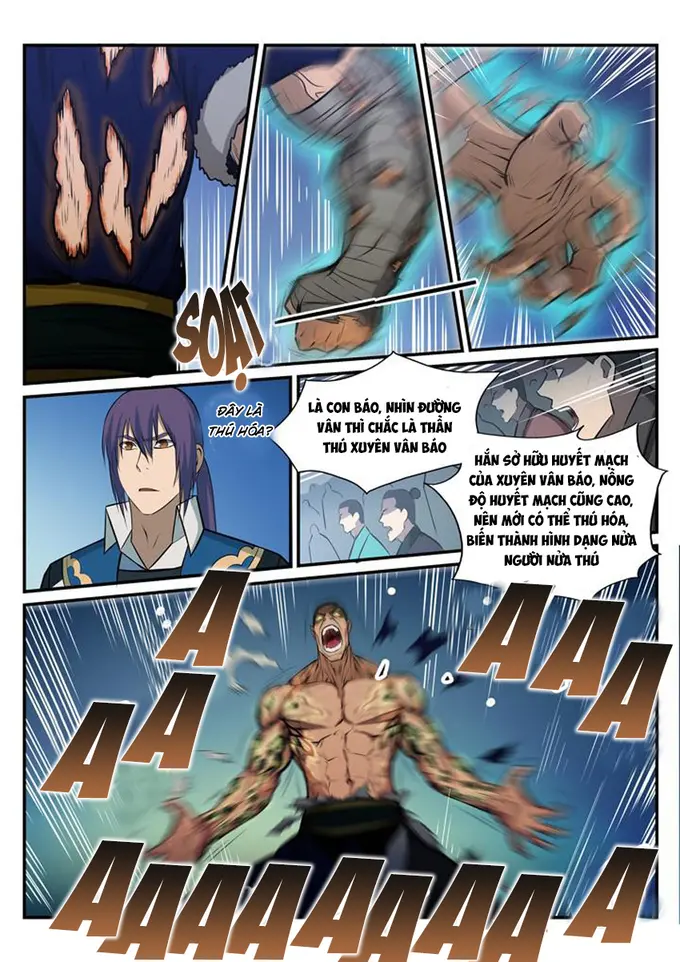 SOẠT
ĐÂY LÀ
THÚ HÓA?
LÀ CON BÁO, NHÌN ĐƯỜNG
VÂN THÌ CHẮC LÀ THẦN
THÚ XUYÊN VÂN BÁO
HẮN SỞ HỮU HUYẾT MẠCH
CỦA XUYÊN VÂN BÁO, NỒNG
ĐỘ HUYẾT MẠCH CŨNG CAO,
NÊN MỚI CÓ THỂ THÚ HÓA,
BIẾN THÀNH HÌNH DẠNG NỬA
NGƯỜI NỬA THÚ
A A A A
A A A
A A A A A A A A A A